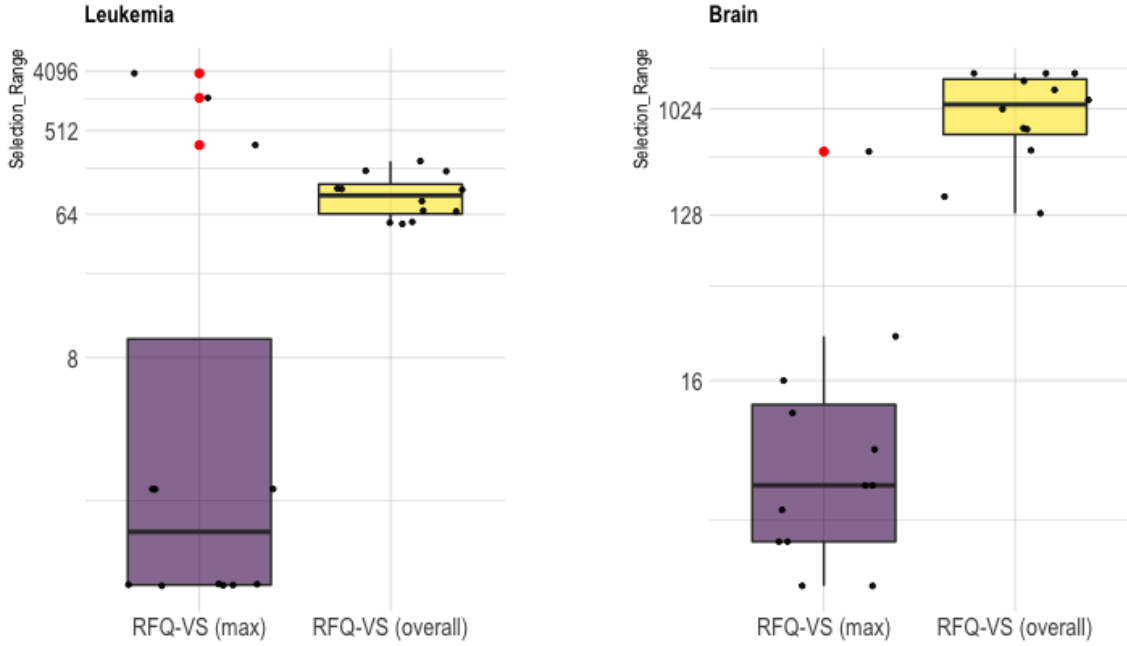 Leukemia
Selection_Range
4096
512
64
8
RFQ-VS (max)
RFQ-VS (overall)
Brain
Selection_Range
1024
128
16
RFQ-VS (max)
RFQ-VS (overall)